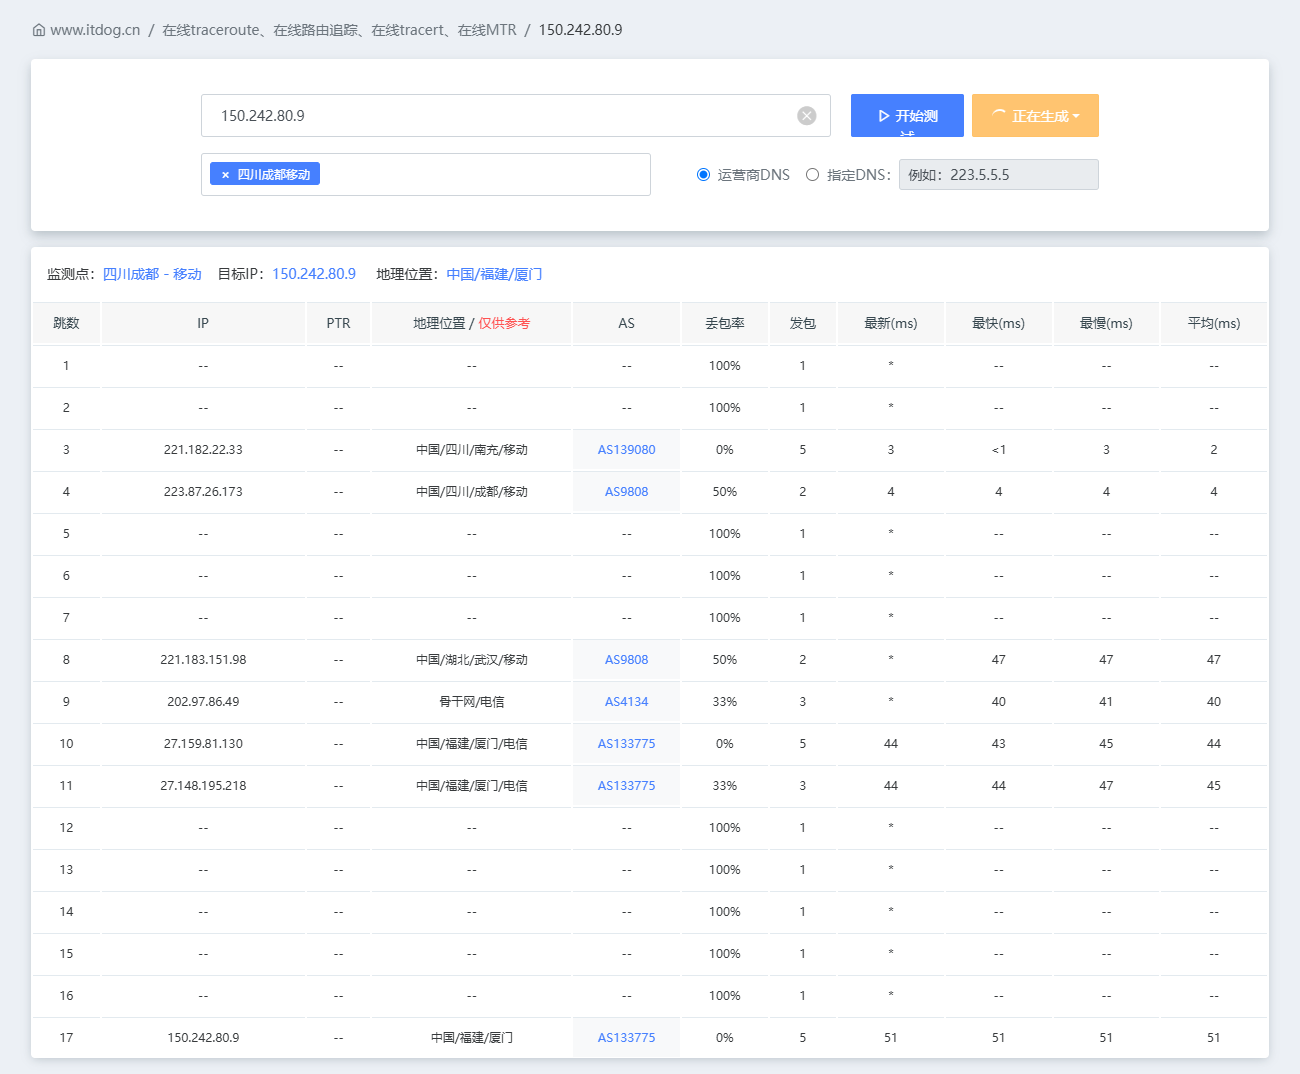 www.itdog.cn / 在线traceroute、在线路由追踪、在线tracert、在线MTR / 150.242.80.9
150.242.80.9 开始测试 正在生成
× 四川成都移动 运营商DNS 指定DNS： 例如：223.5.5.5
监测点：四川成都 - 移动 目标IP：150.242.80.9 地理位置：中国/福建/厦门
跳数 IP PTR 地理位置 / 仅供参考 AS 丢包率 发包 最新(ms) 最快(ms) 最慢(ms) 平均(ms)
1 -- -- -- -- 100% 1 * -- -- --
2 -- -- -- -- 100% 1 * -- -- --
3 221.182.22.33 -- 中国/四川/南充/移动 AS139080 0% 5 3 <1 3 2
4 223.87.26.173 -- 中国/四川/成都/移动 AS9808 50% 2 4 4 4 4
5 -- -- -- -- 100% 1 * -- -- --
6 -- -- -- -- 100% 1 * -- -- --
7 -- -- -- -- 100% 1 * -- -- --
8 221.183.151.98 -- 中国/湖北/武汉/移动 AS9808 50% 2 * 47 47 47
9 202.97.86.49 -- 骨干网/电信 AS4134 33% 3 * 40 41 40
10 27.159.81.130 -- 中国/福建/厦门/电信 AS133775 0% 5 44 43 45 44
11 27.148.195.218 -- 中国/福建/厦门/电信 AS133775 33% 3 44 44 47 45
12 -- -- -- -- 100% 1 * -- -- --
13 -- -- -- -- 100% 1 * -- -- --
14 -- -- -- -- 100% 1 * -- -- --
15 -- -- -- -- 100% 1 * -- -- --
16 -- -- -- -- 100% 1 * -- -- --
17 150.242.80.9 -- 中国/福建/厦门 AS133775 0% 5 51 51 51 51